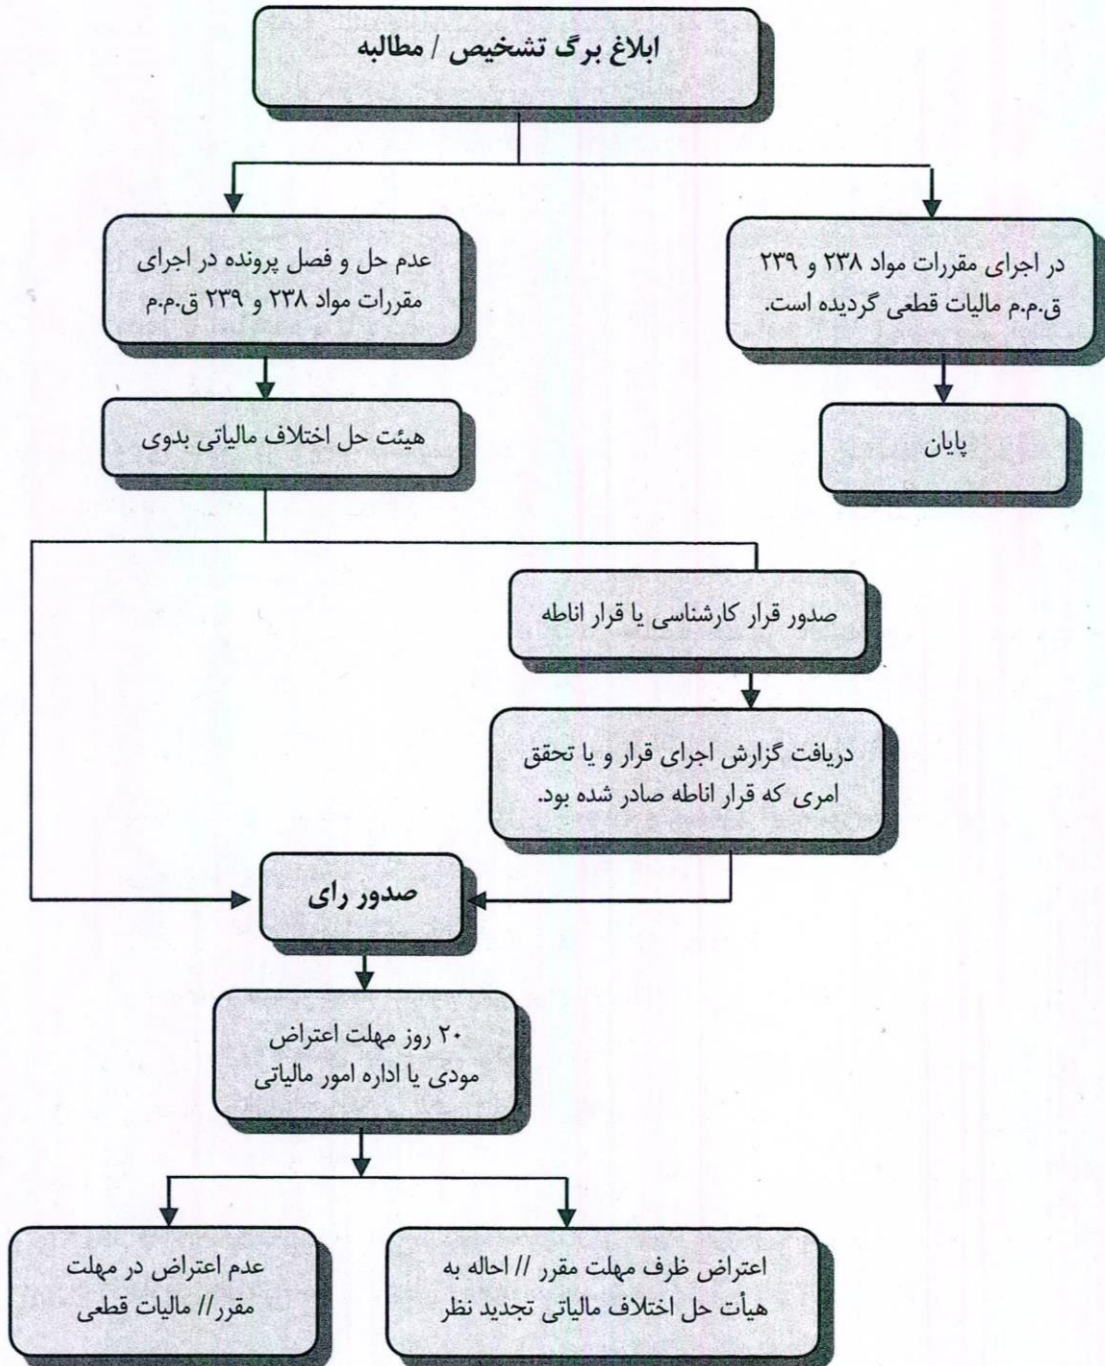 ابلاغ برگ تشخیص / مطالبه
در اجرای مقررات مواد ۲۳۸ و ۲۳۹
ق.م.م مالیات قطعی گردیده است.
پایان
عدم حل و فصل پرونده در اجرای
مقررات مواد ۲۳۸ و ۲۳۹ ق.م.م
هیئت حل اختلاف مالیاتی بدوی
صدور قرار کارشناسی یا قرار اناطه
دریافت گزارش اجرای قرار و یا تحقق
امری که قرار اناطه صادر شده بود.
صدور رای
۲۰ روز مهلت اعتراض
مودی یا اداره امور مالیاتی
اعتراض ظرف مهلت مقرر // احاله به
هیأت حل اختلاف مالیاتی تجدید نظر
عدم اعتراض در مهلت
مقرر// مالیات قطعی